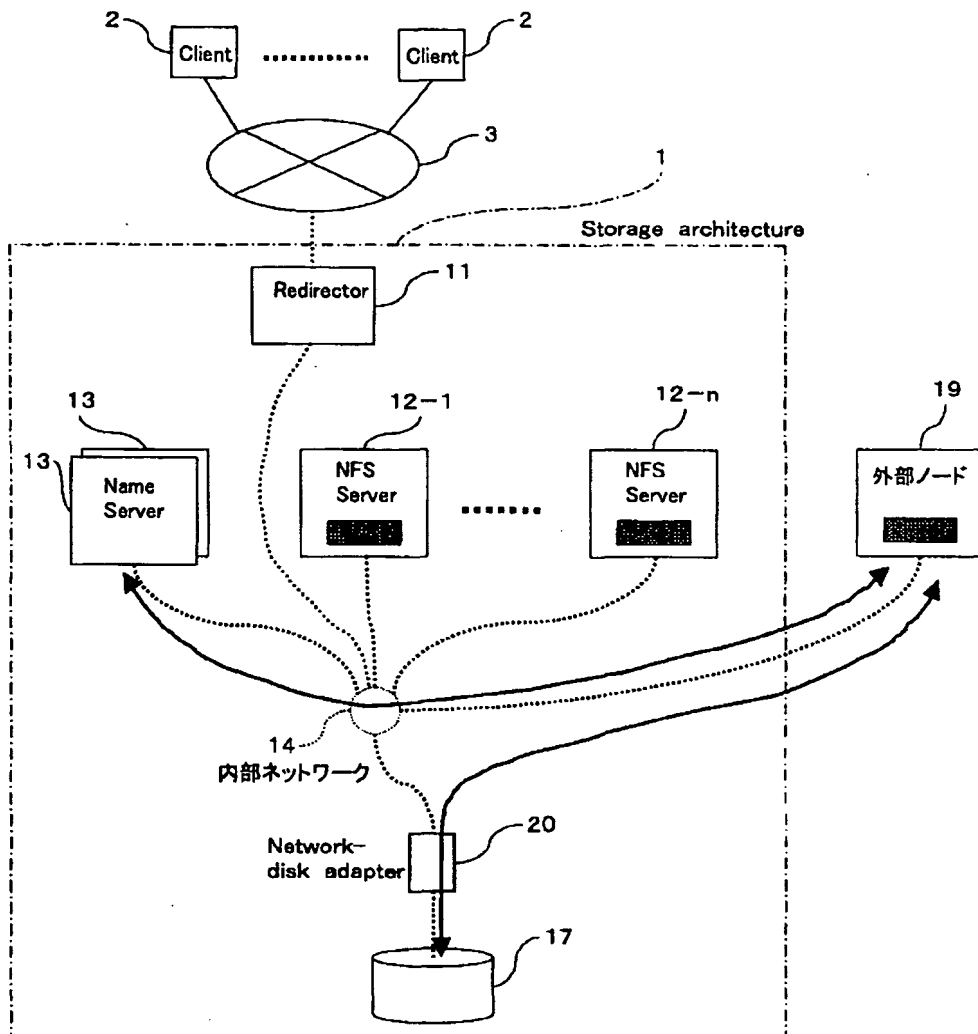 2
2
Client
Client
3
1
Storage architecture
Redirector
11
13
12-1
12-n
19
13
Name
Server
NFS
Server
NFS
Server
外部ノード
14
内部ネットワーク
Network-
disk adapter
20
17